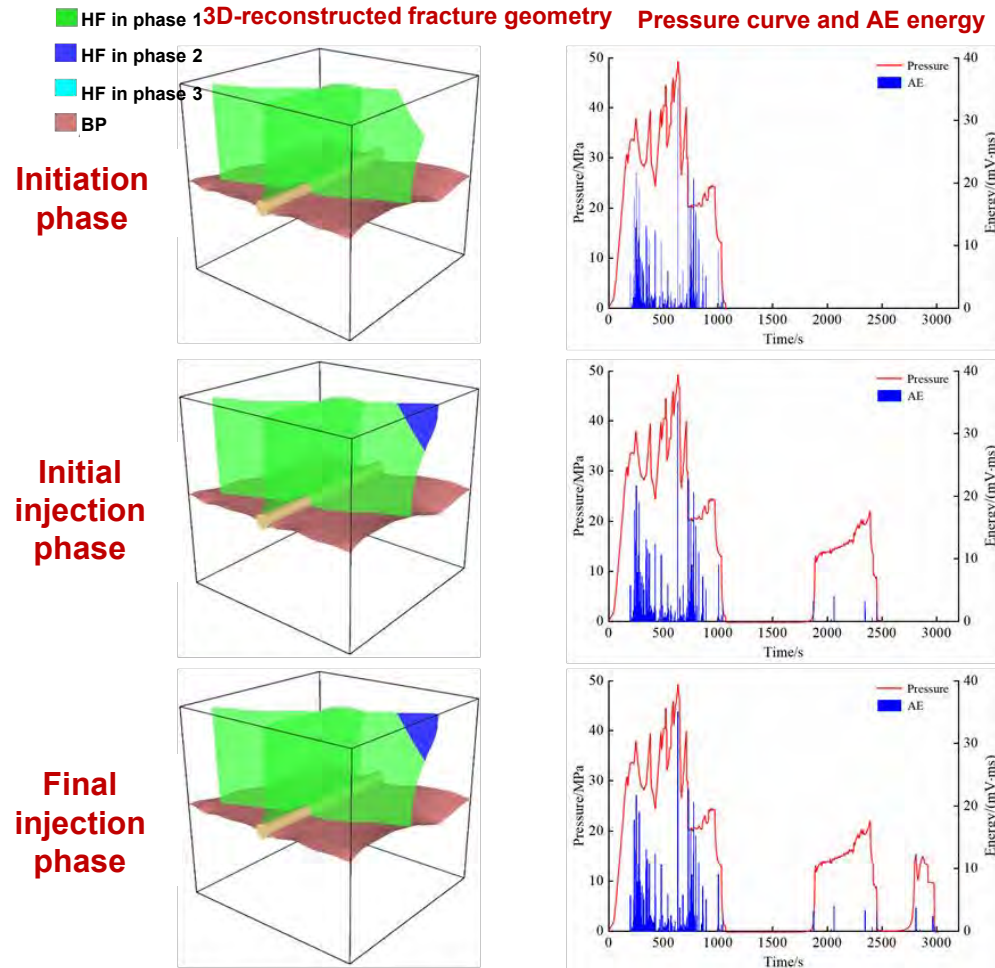 3D-reconstructed fracture geometry
Pressure curve and AE energy
HF in phase 1
HF in phase 2
HF in phase 3
BP
Initiation
phase
50
40
30
20
10
0
Pressure/MPa
Pressure
AE
40
30
20
10
0
Energy/(mV·ms)
0 500 1000 1500 2000 2500 3000
Time/s
Initial
injection
phase
50
40
30
20
10
0
Pressure/MPa
Pressure
AE
40
30
20
10
0
Energy/(mV·ms)
0 500 1000 1500 2000 2500 3000
Time/s
Final
injection
phase
50
40
30
20
10
0
Pressure/MPa
Pressure
AE
40
30
20
10
0
Energy/(mV·ms)
0 500 1000 1500 2000 2500 3000
Time/s